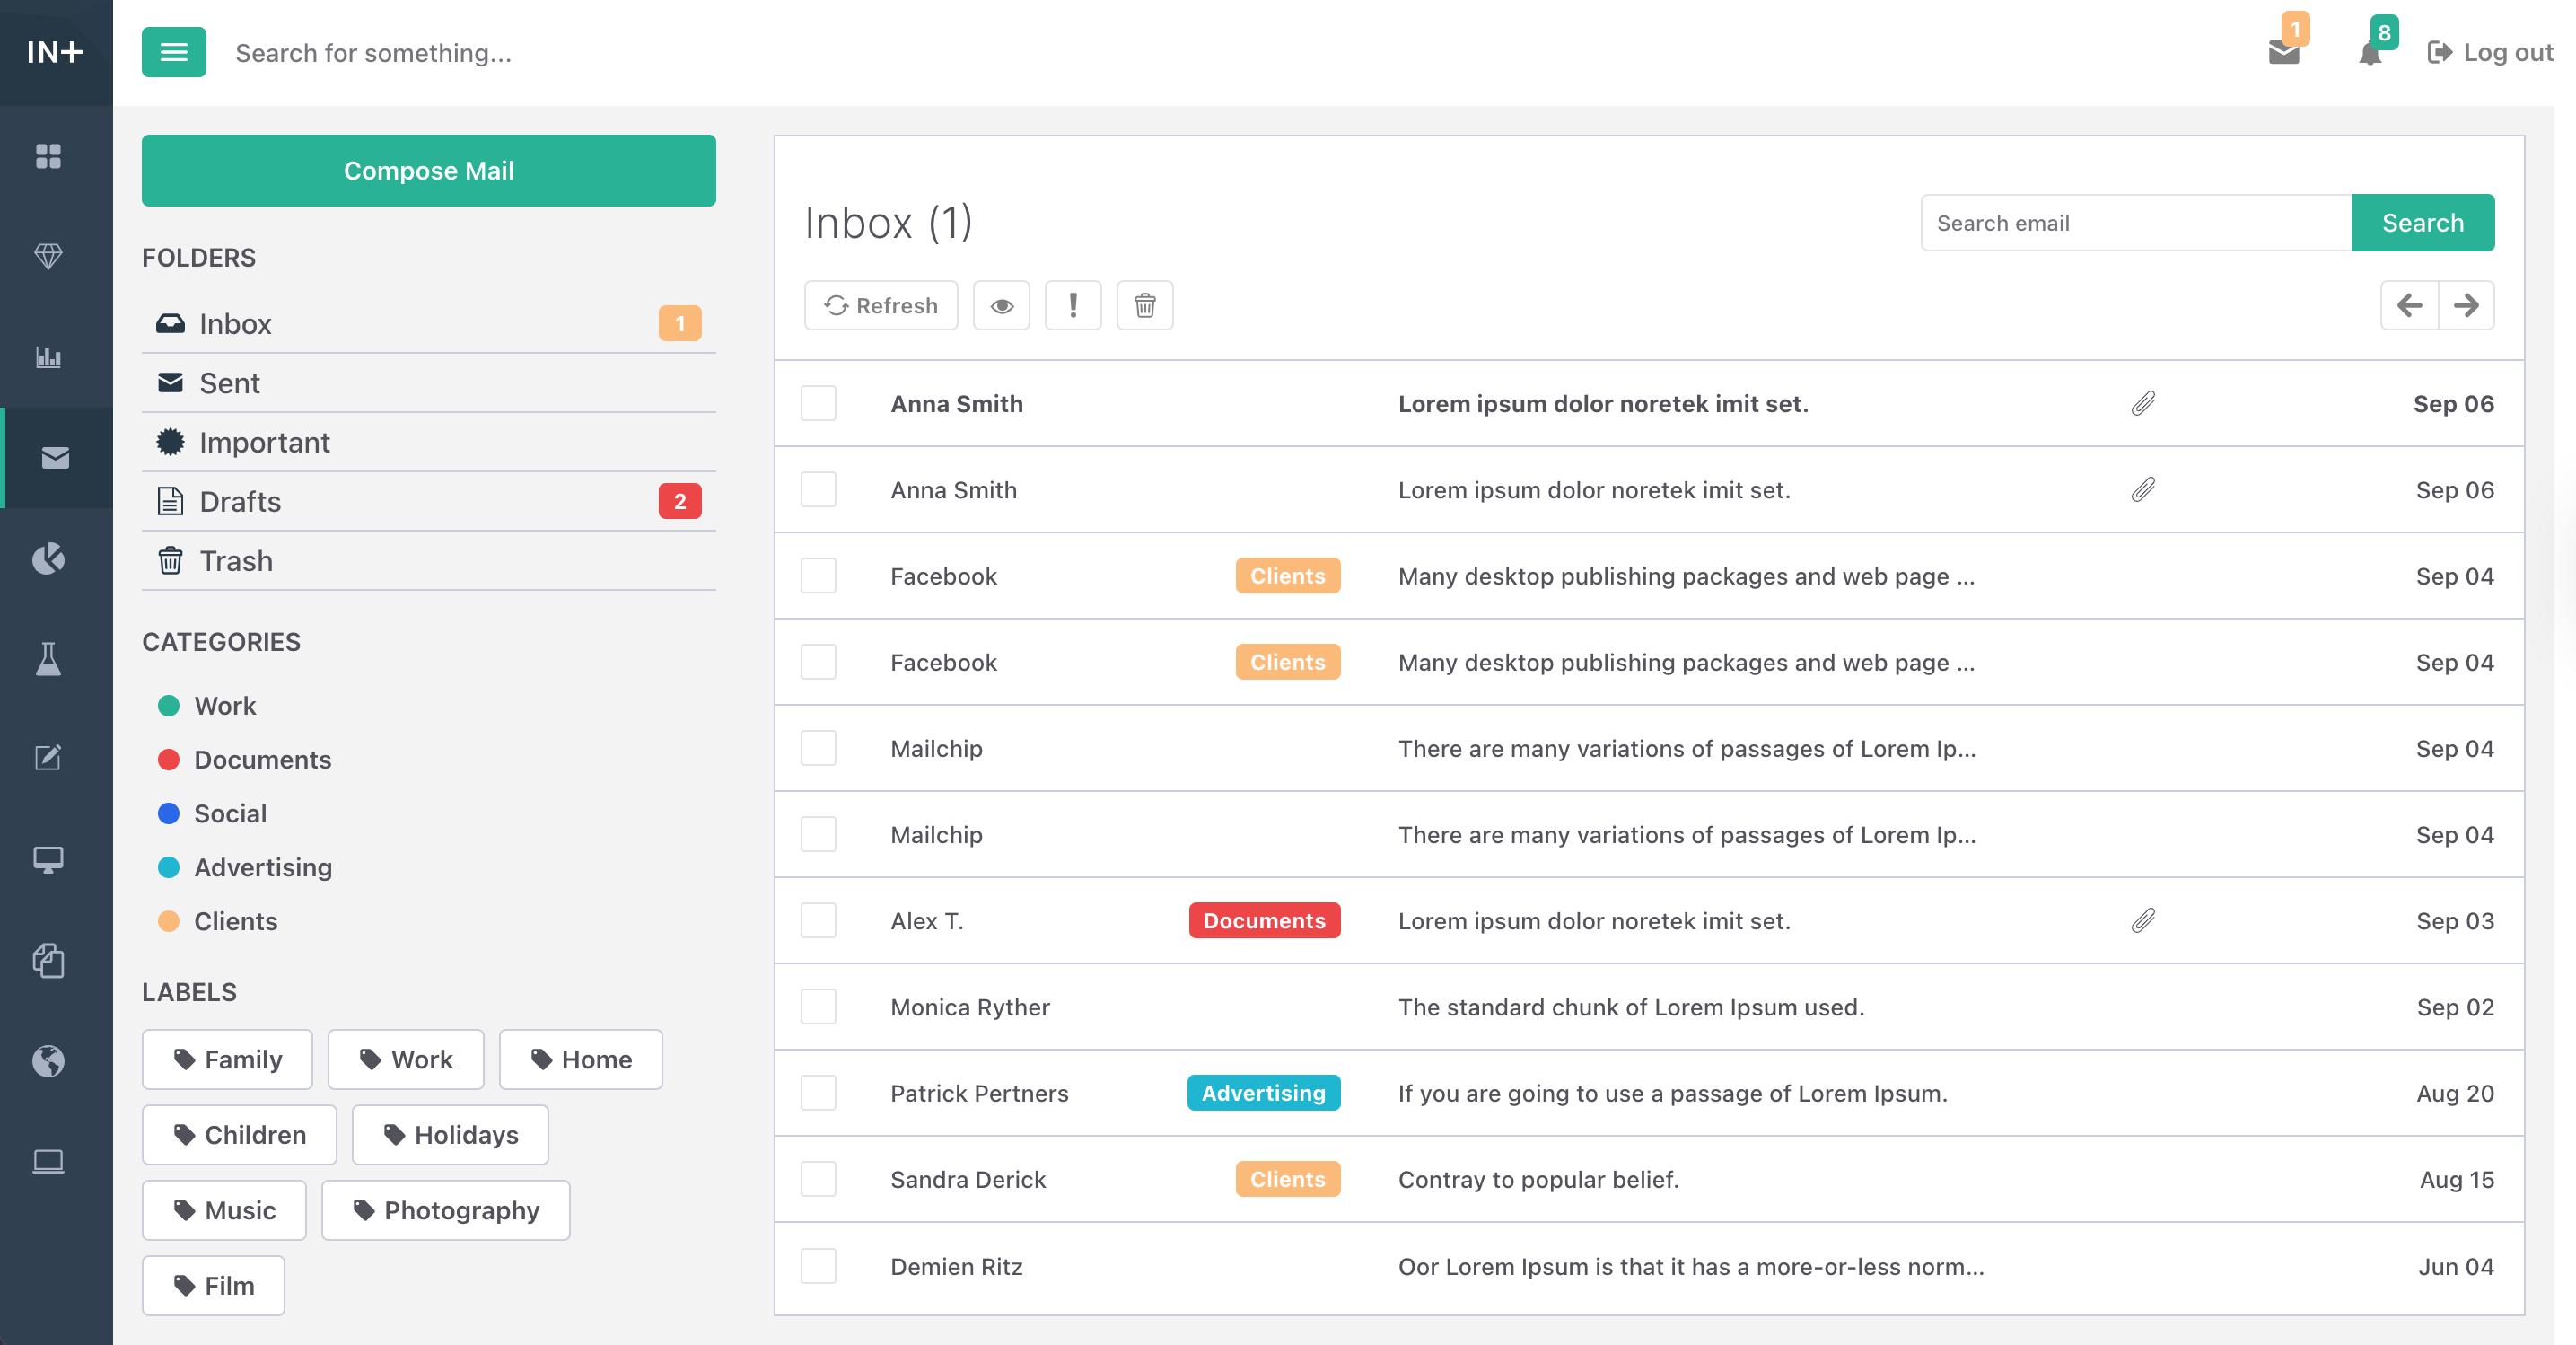 IN+
Search for something...
1
8
Log out
Compose Mail
FOLDERS
Inbox 1
Sent
Important
Drafts 2
Trash
CATEGORIES
Work
Documents
Social
Advertising
Clients
LABELS
Family Work Home
Children Holidays
Music Photography
Film
Inbox (1)
Search email Search
Refresh
Anna Smith Lorem ipsum dolor noretek imit set. Sep 06
Anna Smith Lorem ipsum dolor noretek imit set. Sep 06
Facebook Clients Many desktop publishing packages and web page ... Sep 04
Facebook Clients Many desktop publishing packages and web page ... Sep 04
Mailchip There are many variations of passages of Lorem Ip... Sep 04
Mailchip There are many variations of passages of Lorem Ip... Sep 04
Alex T. Documents Lorem ipsum dolor noretek imit set. Sep 03
Monica Ryther The standard chunk of Lorem Ipsum used. Sep 02
Patrick Pertners Advertising If you are going to use a passage of Lorem Ipsum. Aug 20
Sandra Derick Clients Contray to popular belief. Aug 15
Demien Ritz Oor Lorem Ipsum is that it has a more-or-less norm... Jun 04